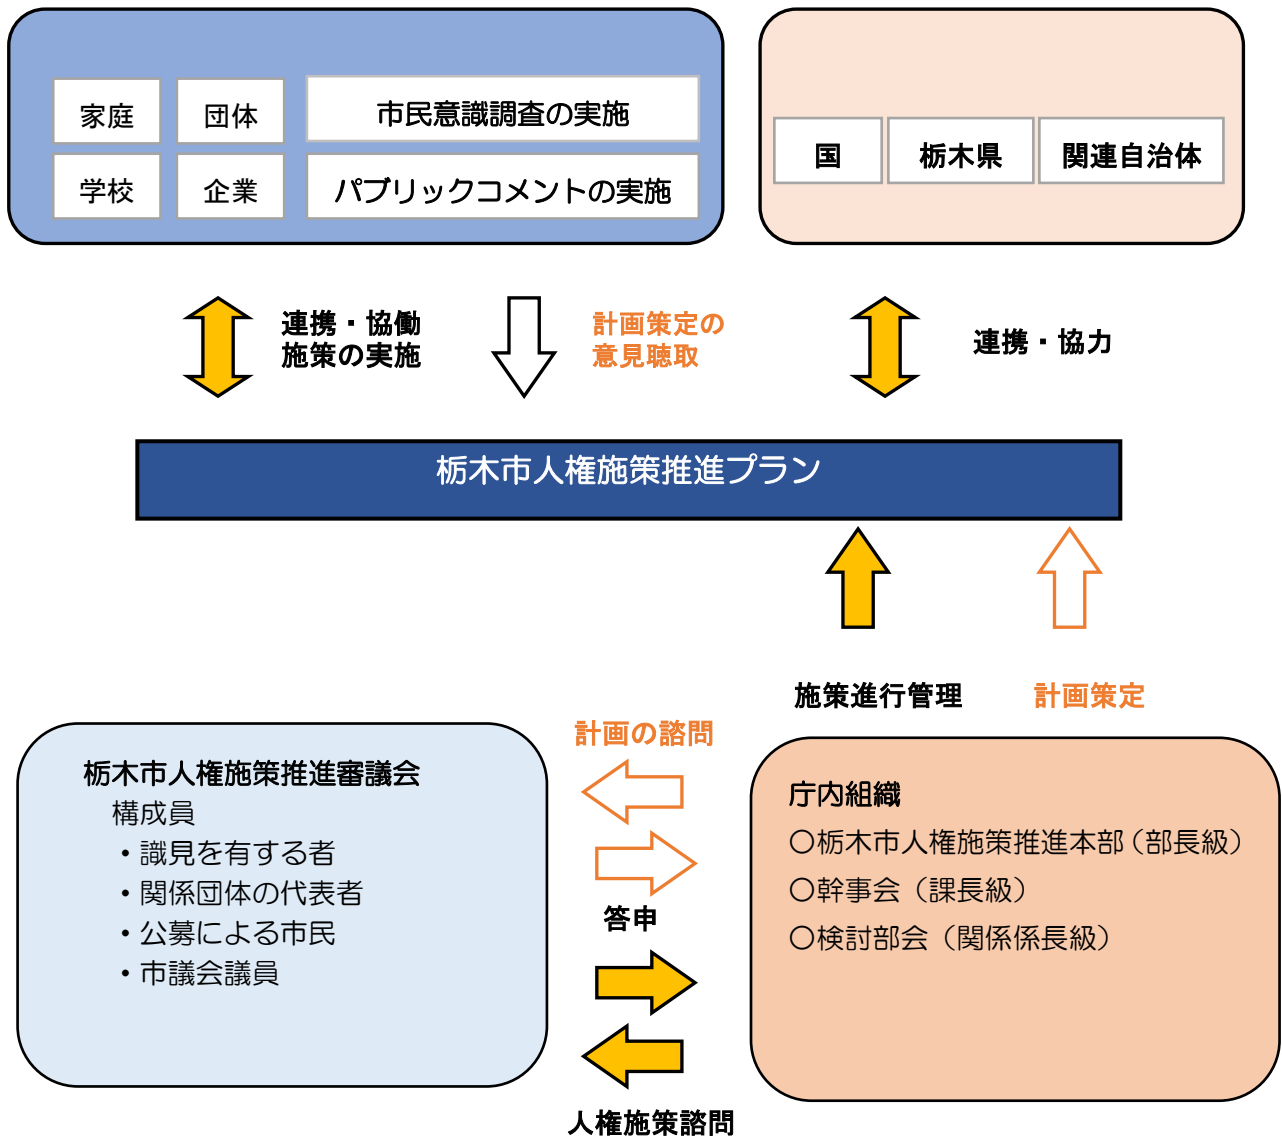 家庭
団体
市民意識調査の実施
学校
企業
パブリックコメントの実施
国
栃木県
関連自治体
連携・協働
施策の実施
計画策定の
意見聴取
連携・協力
栃木市人権施策推進プラン
施策進行管理
計画策定
計画の諮問
栃木市人権施策推進審議会
構成員
・識見を有する者
・関係団体の代表者
・公募による市民
・市議会議員
答申
人権施策諮問
庁内組織
〇栃木市人権施策推進本部（部長級）
〇幹事会（課長級）
〇検討部会（関係係長級）